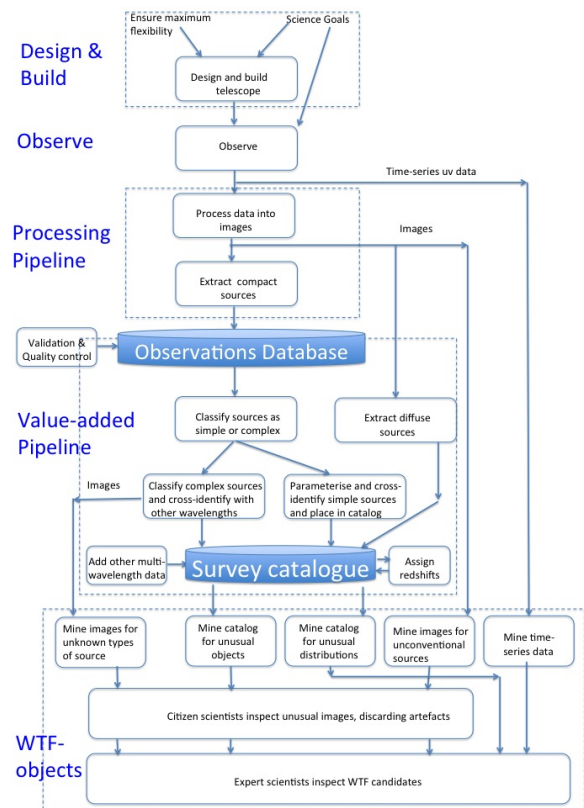 Ensure maximum
flexibility
Science Goals
Design &
Build
Design and build
telescope
Observe
Observe
Time-series uv data
Processing
Pipeline
Process data into
images
Images
Extract compact
sources
Validation &
Quality control
Observations Database
Value-added
Pipeline
Classify sources as
simple or complex
Extract diffuse
sources
Images
Classify complex sources
and cross-identify with
other wavelengths
Parameterise and cross-
identify simple sources
and place in catalog
Add other multi-
wavelength data
Survey catalogue
Assign
redshifts
Mine images for
unknown types
of source
Mine catalog
for unusual
objects
Mine catalog for
unusual
distributions
Mine images for
unconventional
sources
Mine time-
series data
Citizen scientists inspect unusual images, discarding artefacts
WTF-
objects
Expert scientists inspect WTF candidates